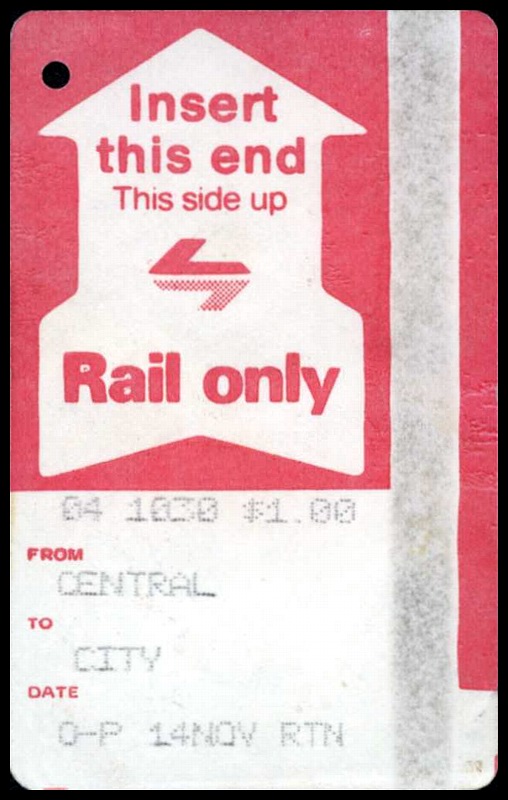 Insert
this end
This side up
Rail only
04 1030 $1.00
FROM
CENTRAL
TO
CITY
DATE
O-P 14NOV RTN